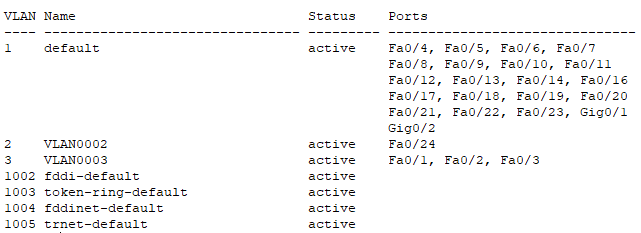 VLAN Name                             Status    Ports
---- -------------------------------- --------- -------------------------------
1    default                          active    Fa0/4, Fa0/5, Fa0/6, Fa0/7
                                                Fa0/8, Fa0/9, Fa0/10, Fa0/11
                                                Fa0/12, Fa0/13, Fa0/14, Fa0/16
                                                Fa0/17, Fa0/18, Fa0/19, Fa0/20
                                                Fa0/21, Fa0/22, Fa0/23, Gig0/1
                                                Gig0/2
2    VLAN0002                         active    Fa0/24
3    VLAN0003                         active    Fa0/1, Fa0/2, Fa0/3
1002 fddi-default                     active
1003 token-ring-default               active
1004 fddinet-default                  active
1005 trnet-default                    active